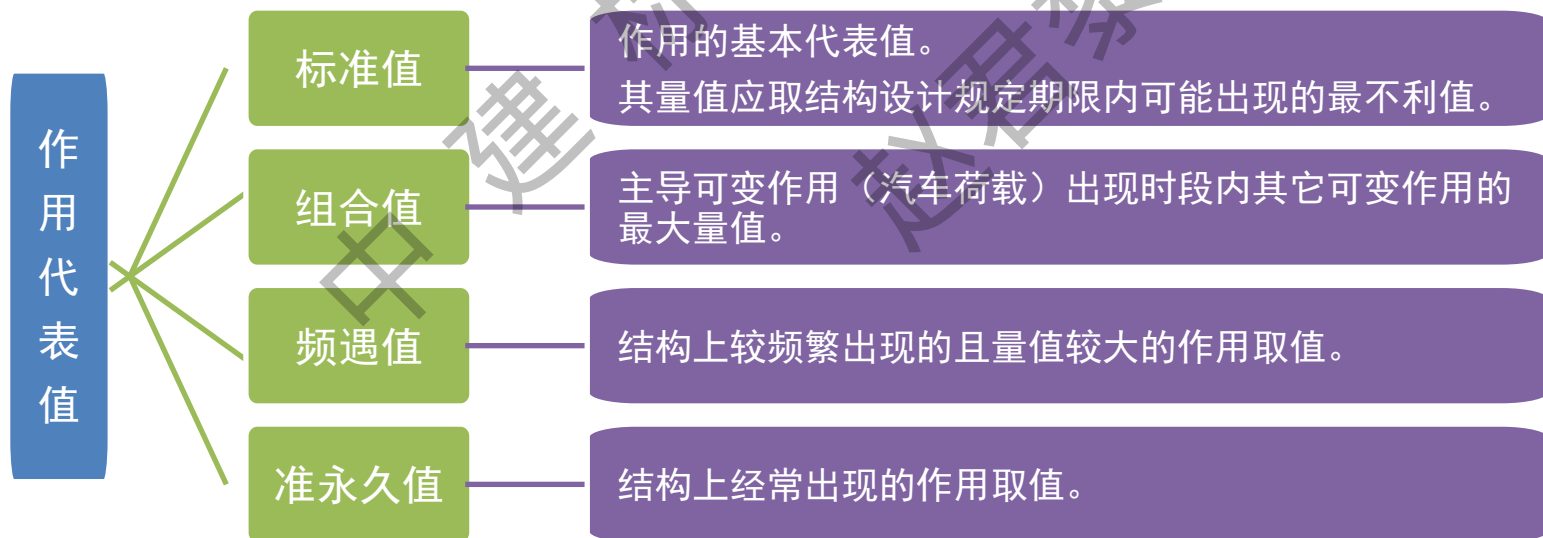 作用代表值
标准值
作用的基本代表值。
其量值应取结构设计规定期限内可能出现的最不利值。
组合值
主导可变作用（汽车荷载）出现时段内其它可变作用的
最大量值。
频遇值
结构上较频繁出现的且量值较大的作用取值。
准永久值
结构上经常出现的作用取值。
中 建
赵君